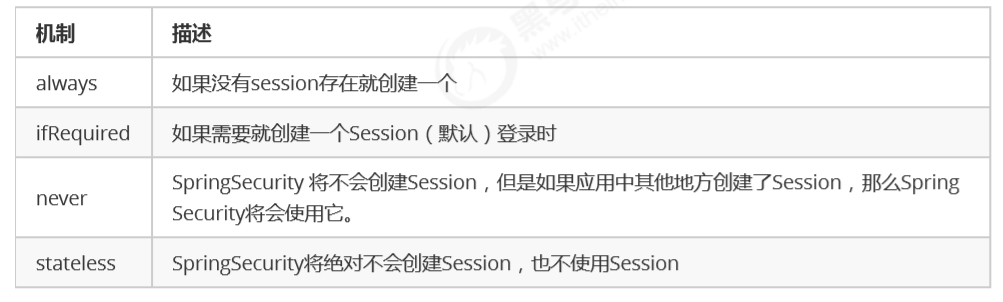 机制 描述
always 如果没有session存在就创建一个
ifRequired 如果需要就创建一个Session（默认）登录时
never SpringSecurity 将不会创建Session，但是如果应用中其他地方创建了Session，那么Spring
Security将会使用它。
stateless SpringSecurity将绝对不会创建Session，也不使用Session